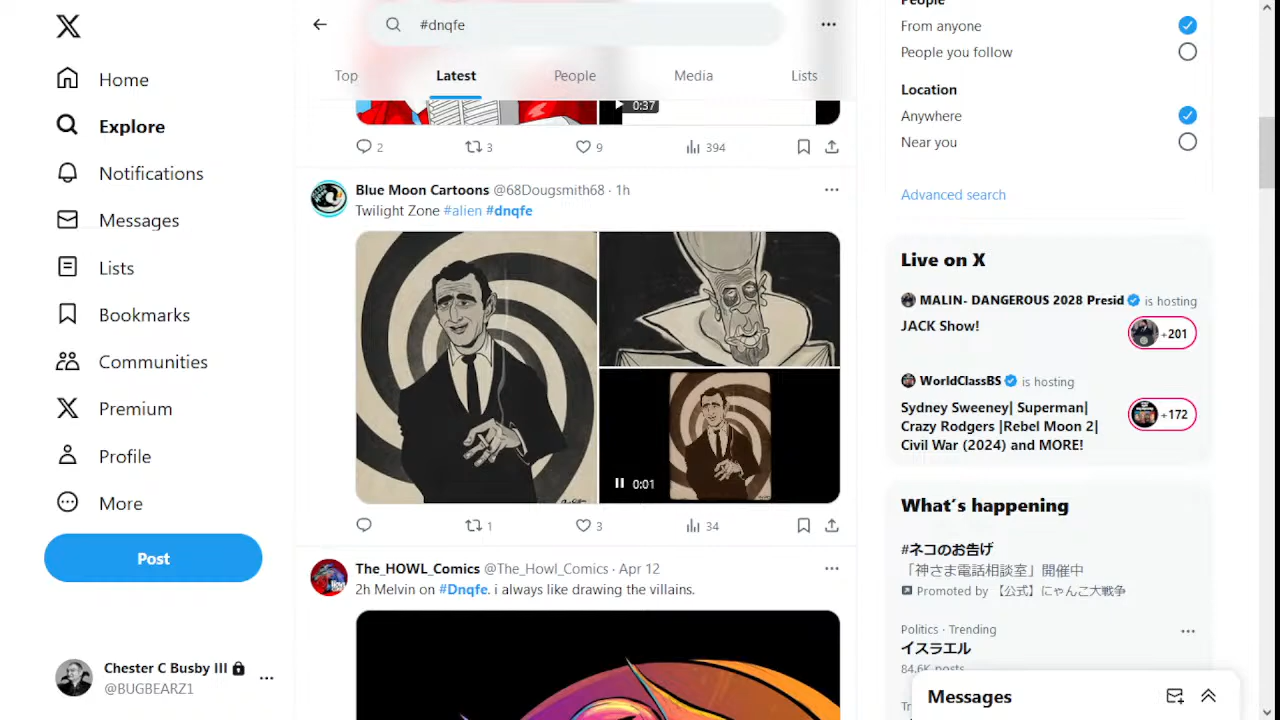 Home
Explore
Notifications
Messages
Lists
Bookmarks
Communities
Premium
Profile
More
Post
Chester C Busby III
@BUGBEARZ1
#dnqfe
Top Latest People Media Lists
0:37
2 3 9 394
Blue Moon Cartoons @68Dougsmith68 · 1h
Twilight Zone #alien #dnqfe
0:01
1 3 34
The_HOWL_Comics @The_Howl_Comics · Apr 12
2h Melvin on #Dnqfe. i always like drawing the villains.
People
From anyone
People you follow
Location
Anywhere
Near you
Advanced search
Live on X
MALIN- DANGEROUS 2028 Presid is hosting
JACK Show!
+201
WorldClassBS is hosting
Sydney Sweeney| Superman|
Crazy Rodgers |Rebel Moon 2|
Civil War (2024) and MORE!
+172
What's happening
#ネコのお告げ
「神さま電話相談室」開催中
Promoted by 【公式】にゃんこ大戦争
Politics · Trending
イスラエル
84.6K posts
Messages